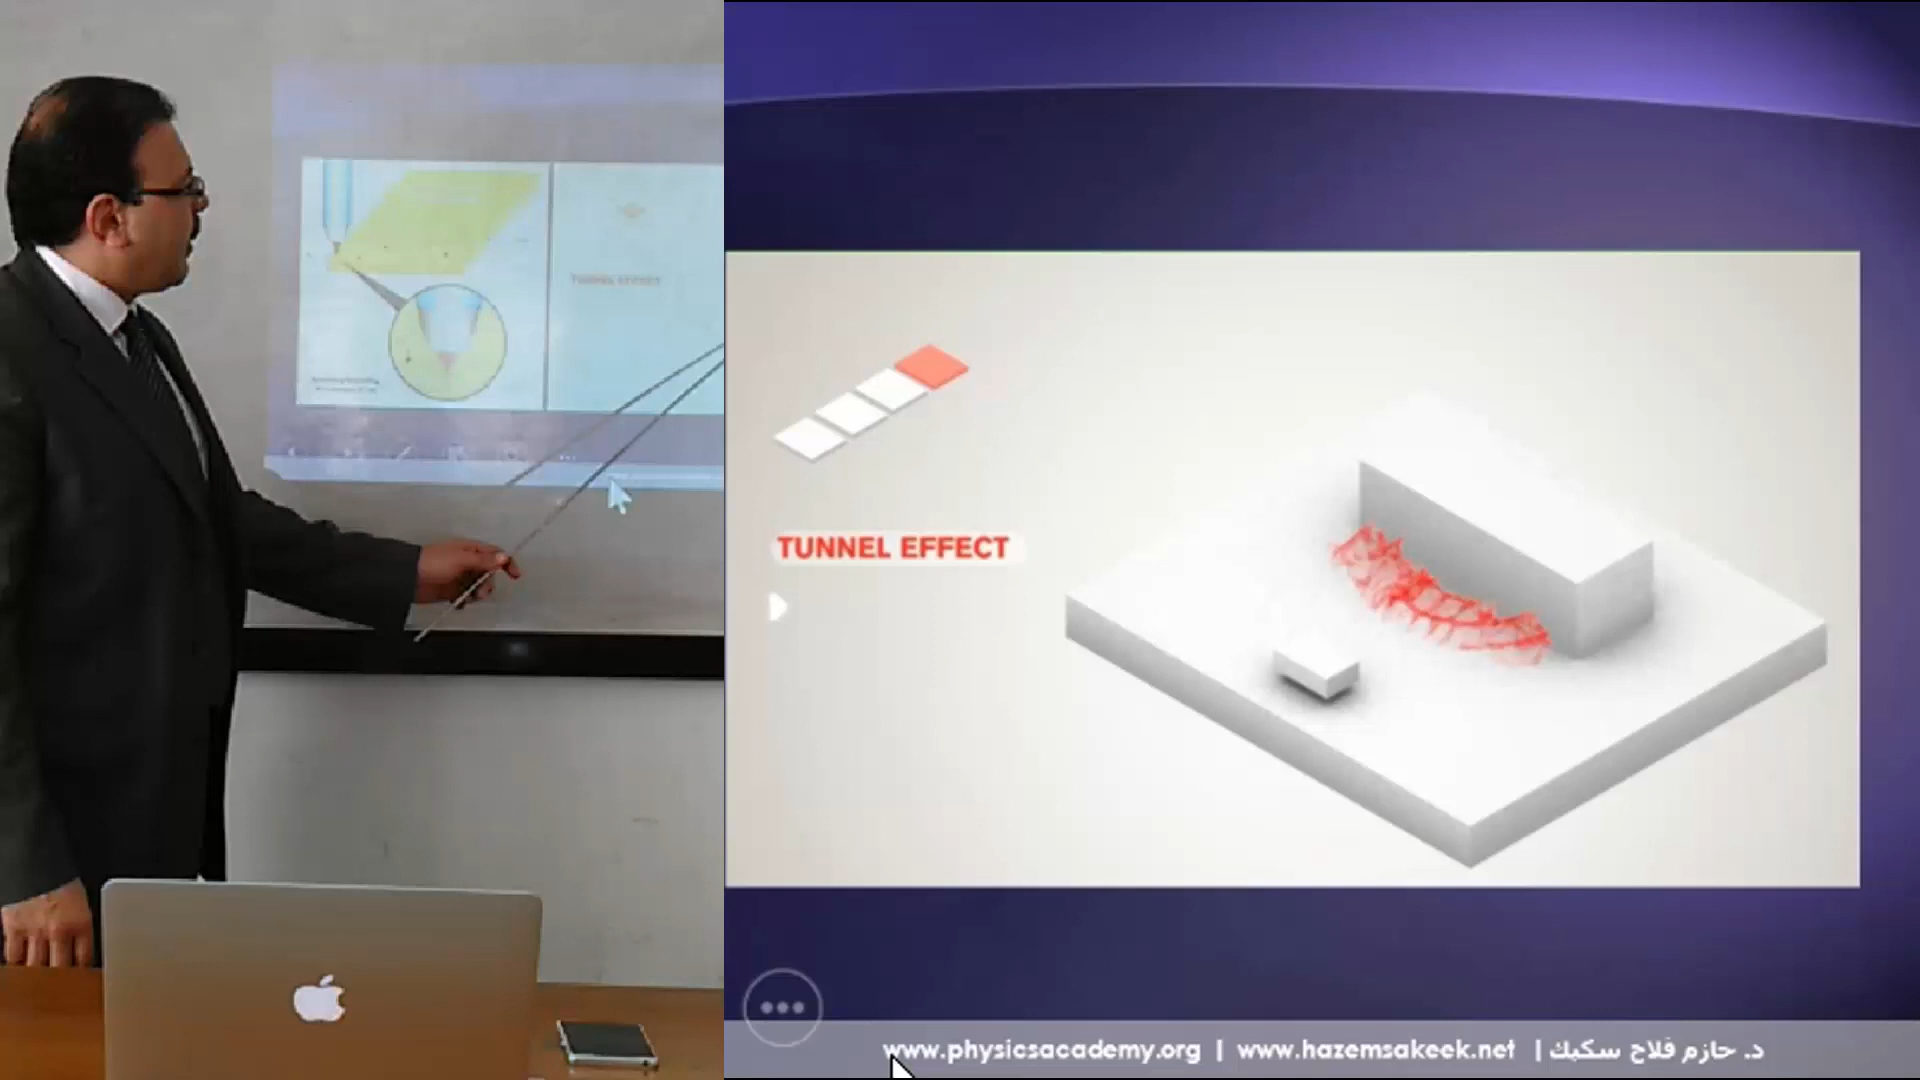 TUNNEL EFFECT
TUNNEL EFFECT
www.physicsacademy.org | www.hazemsakeek.net | د. حازم فلاح سكيك